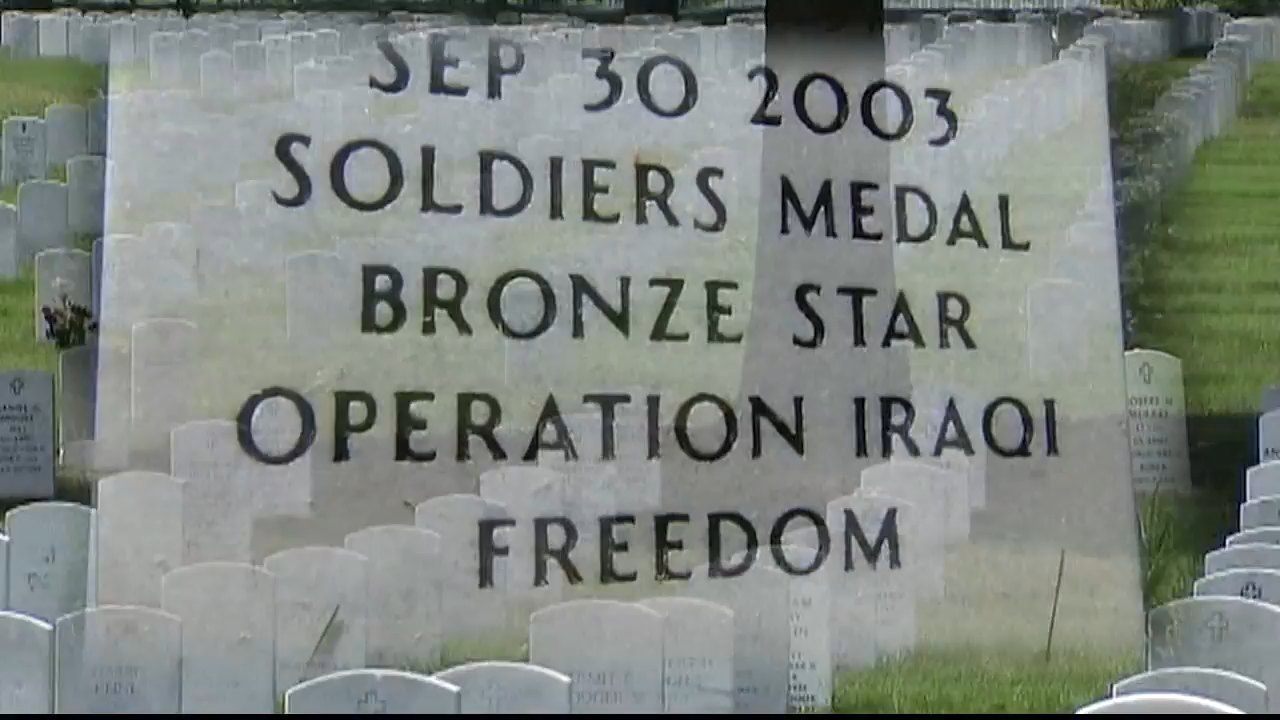 SEP 30 2003
SOLDIERS MEDAL
BRONZE STAR
OPERATION IRAQI
FREEDOM